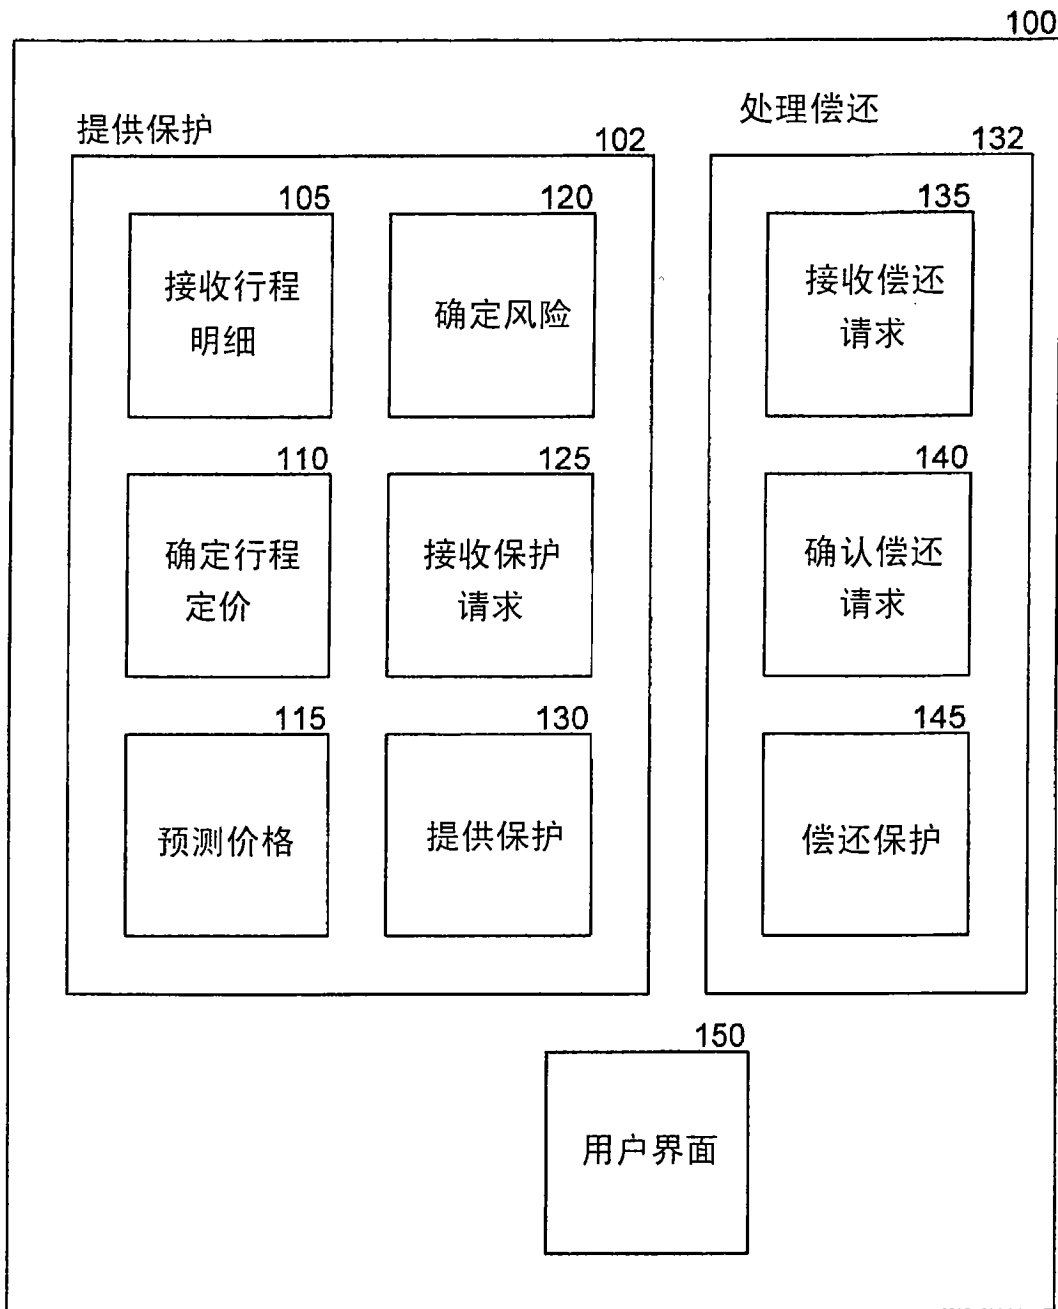 100
提供保护
102
105
接收行程
明细
120
确定风险
110
确定行程
定价
125
接收保护
请求
115
预测价格
130
提供保护
处理偿还
132
135
接收偿还
请求
140
确认偿还
请求
145
偿还保护
150
用户界面